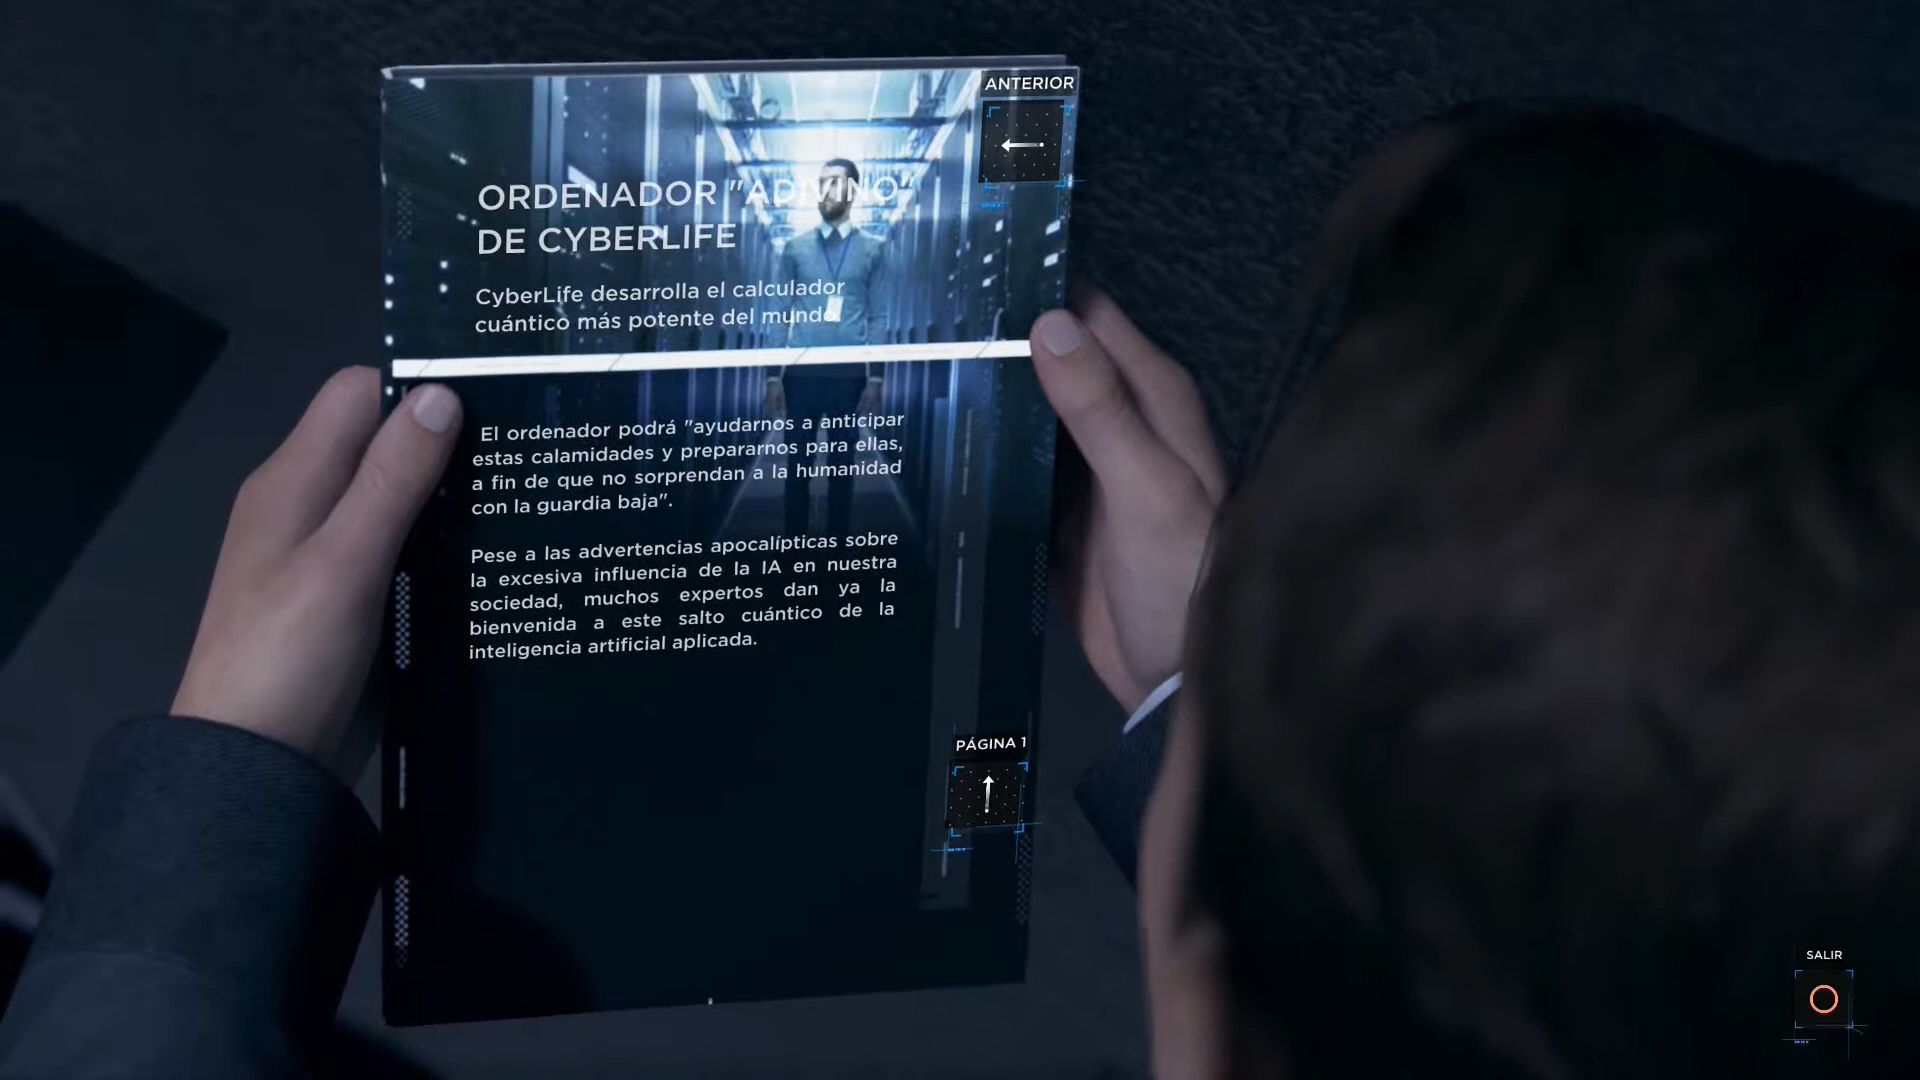 ANTERIOR
ORDENADOR "ADIVINO"
DE CYBERLIFE
CyberLife desarrolla el calculador
cuántico más potente del mundo.
El ordenador podrá "ayudarnos a anticipar
estas calamidades y prepararnos para ellas,
a fin de que no sorprendan a la humanidad
con la guardia baja".
Pese a las advertencias apocalípticas sobre
la excesiva influencia de la IA en nuestra
sociedad, muchos expertos dan ya la
bienvenida a este salto cuántico de la
inteligencia artificial aplicada.
PÁGINA 1
SALIR